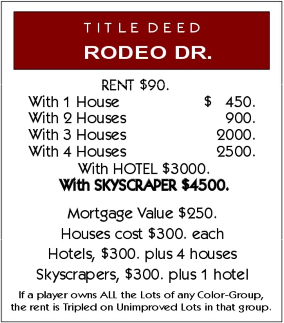 TITLE DEED
RODEO DR.
RENT $90.
With 1 House $ 450.
With 2 Houses 900.
With 3 Houses 2000.
With 4 Houses 2500.
With HOTEL $3000.
With SKYSCRAPER $4500.
Mortgage Value $250.
Houses cost $300. each
Hotels, $300. plus 4 houses
Skyscrapers, $300. plus 1 hotel
If a player owns ALL the Lots of any Color-Group,
the rent is Tripled on Unimproved Lots in that group.